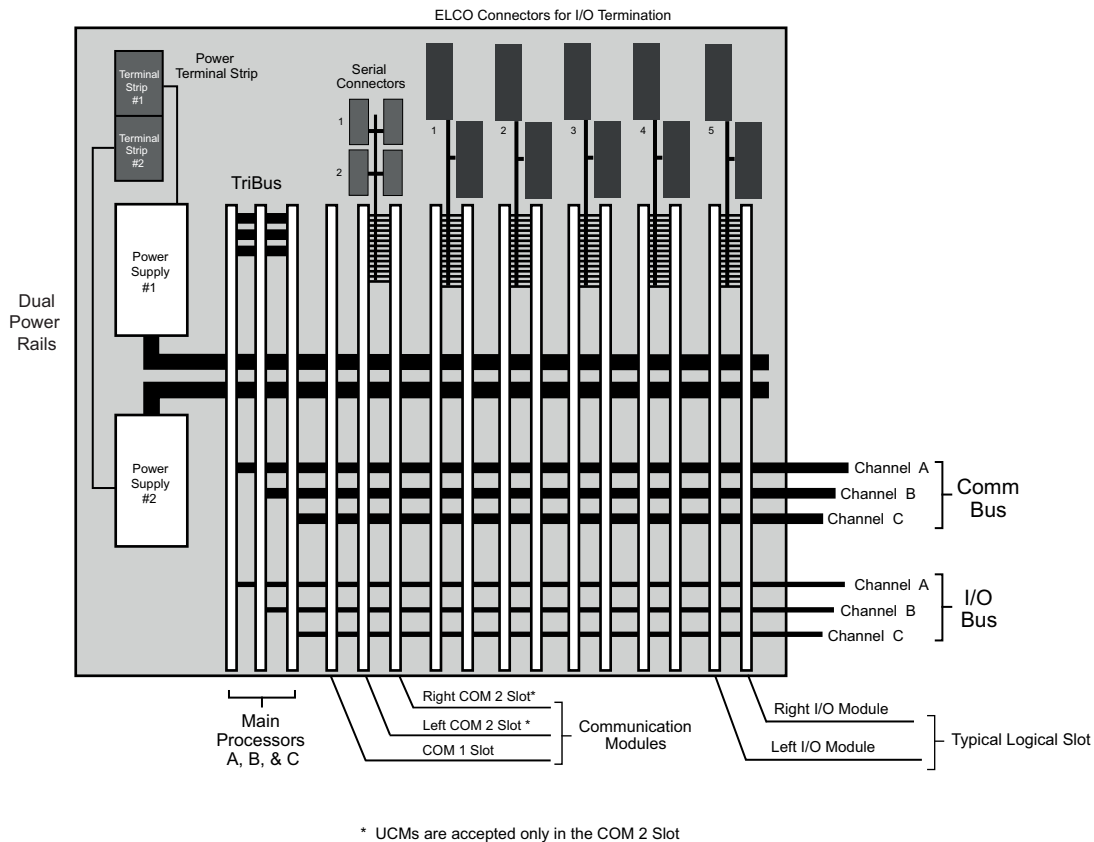 ELCO Connectors for I/O Termination
Power
Terminal Strip
Terminal
Strip
#1
Terminal
Strip
#2
Serial
Connectors
1
2
1
2
3
4
5
TriBus
Power
Supply
#1
Dual
Power
Rails
Power
Supply
#2
Channel A
Channel B
Channel C
Comm
Bus
Channel A
Channel B
Channel C
I/O
Bus
Main
Processors
A, B, & C
Right COM 2 Slot*
Left COM 2 Slot *
COM 1 Slot
Communication
Modules
Right I/O Module
Left I/O Module
Typical Logical Slot
* UCMs are accepted only in the COM 2 Slot